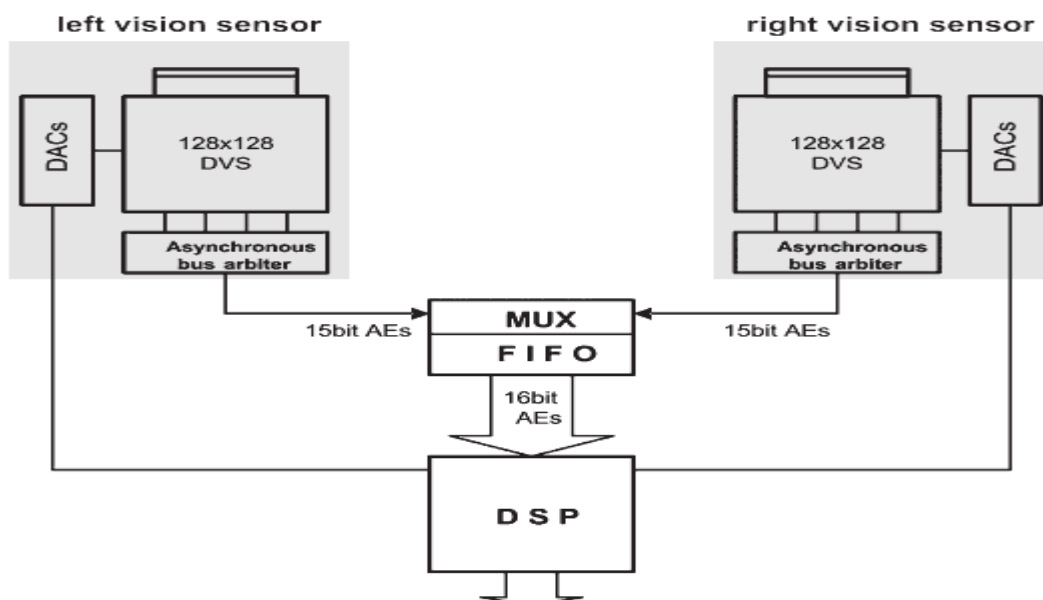 left vision sensor
right vision sensor
DACs
128x128
DVS
Asynchronous
bus arbiter
128x128
DVS
Asynchronous
bus arbiter
DACs
15bit AEs
MUX
FIFO
15bit AEs
16bit
AEs
DSP